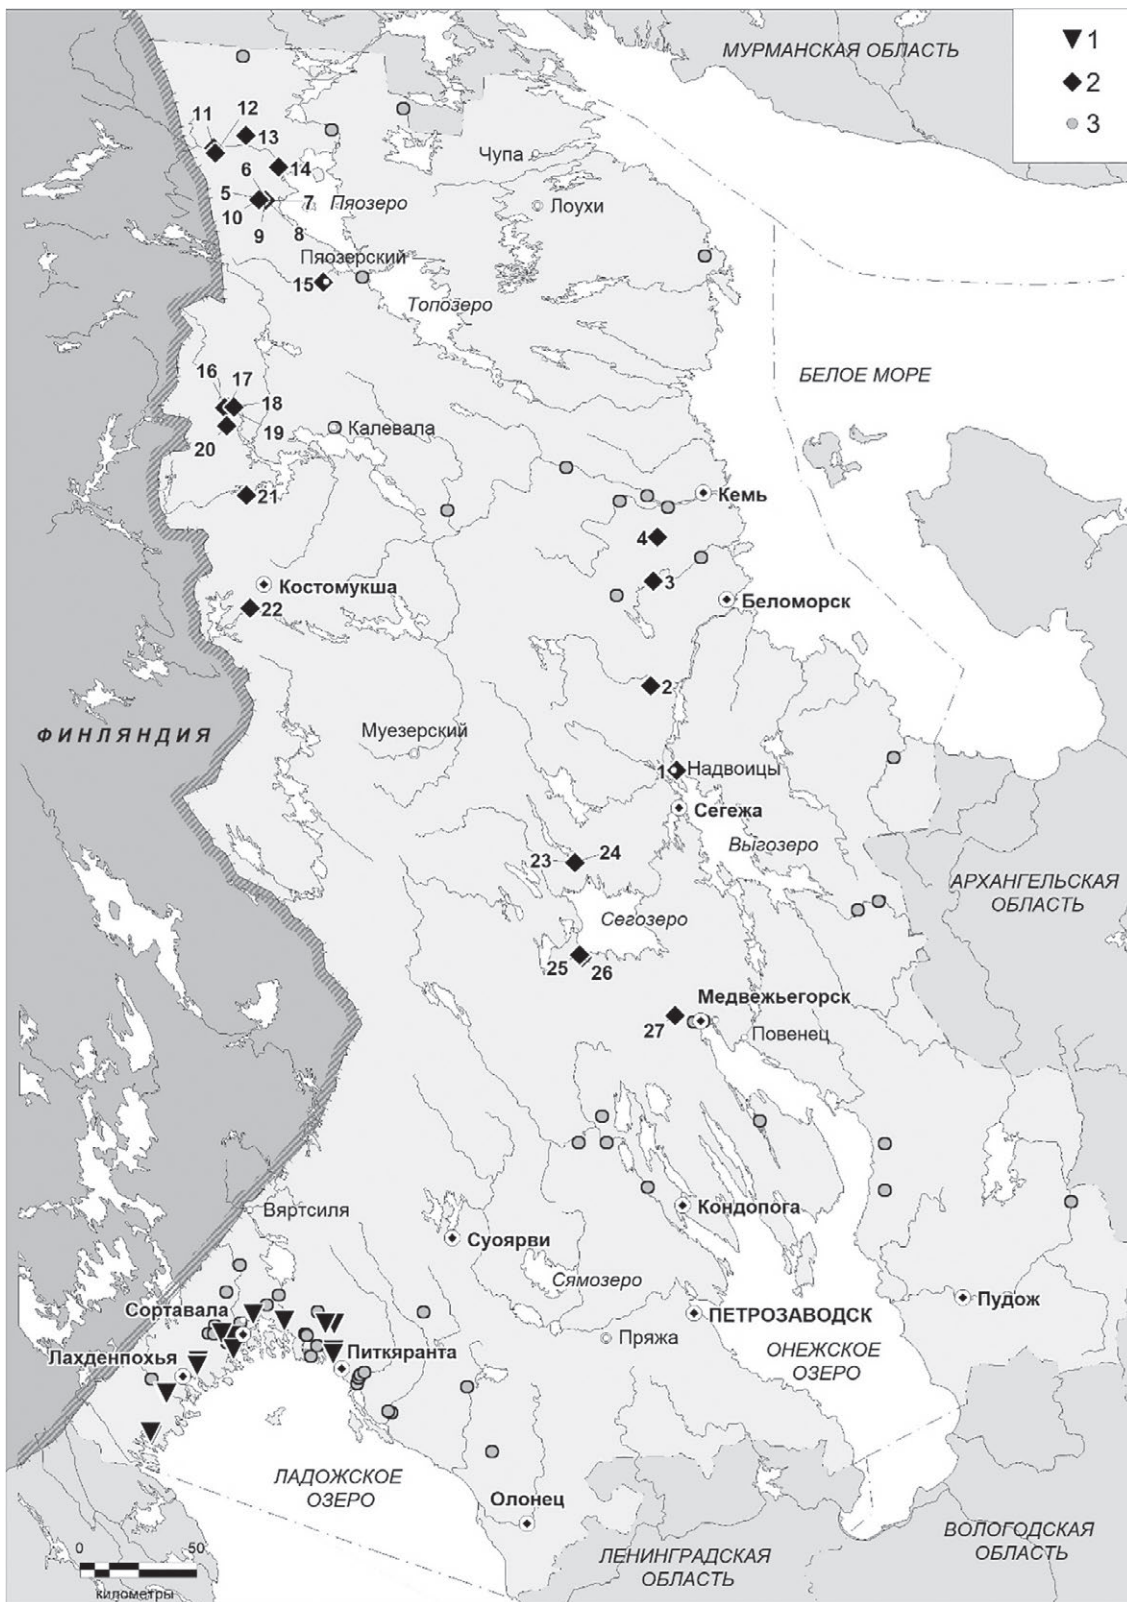 МУРМАНСКАЯ ОБЛАСТЬ
1
2
3
11
12
13
14
6
5
7
10
9
8
Чупа
Лоухи
Пяозеро
Пяозерский
15
Топозеро
БЕЛОЕ МОРЕ
16
17
18
19
20
Калевала
21
Кемь
4
3
Костомукша
22
Беломорск
2
ФИНЛЯНДИЯ
Муезерский
1
Надвоицы
Сегежа
Выгозеро
23
24
АРХАНГЕЛЬСКАЯ
ОБЛАСТЬ
Сегозеро
25
26
Медвежьегорск
27
Повенец
Вяртсиля
Кондопога
Суоярви
Сямозеро
Сортавала
ПЕТРОЗАВОДСК
Пудож
Пряжа
Лахденпохья
Питкяранта
ОНЕЖСКОЕ
ОЗЕРО
ЛАДОЖСКОЕ
ОЗЕРО
Олонец
ВОЛОГОДСКАЯ
ОБЛАСТЬ
ЛЕНИНГРАДСКАЯ
ОБЛАСТЬ
0
50
километры